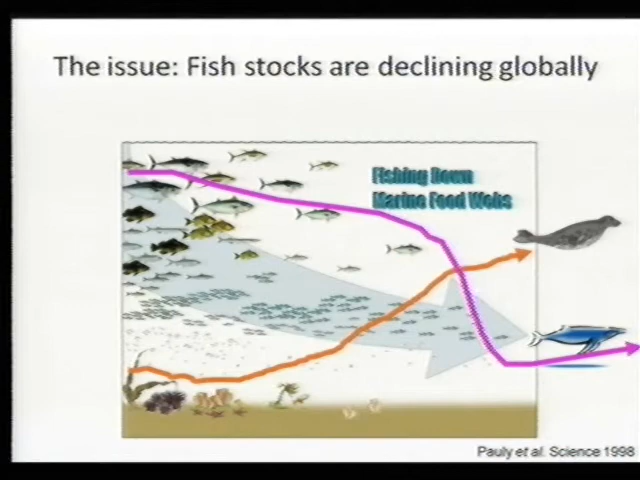 The issue: Fish stocks are declining globally
Fishing Down
Marine Food Webs
Pauly et al. Science 1998